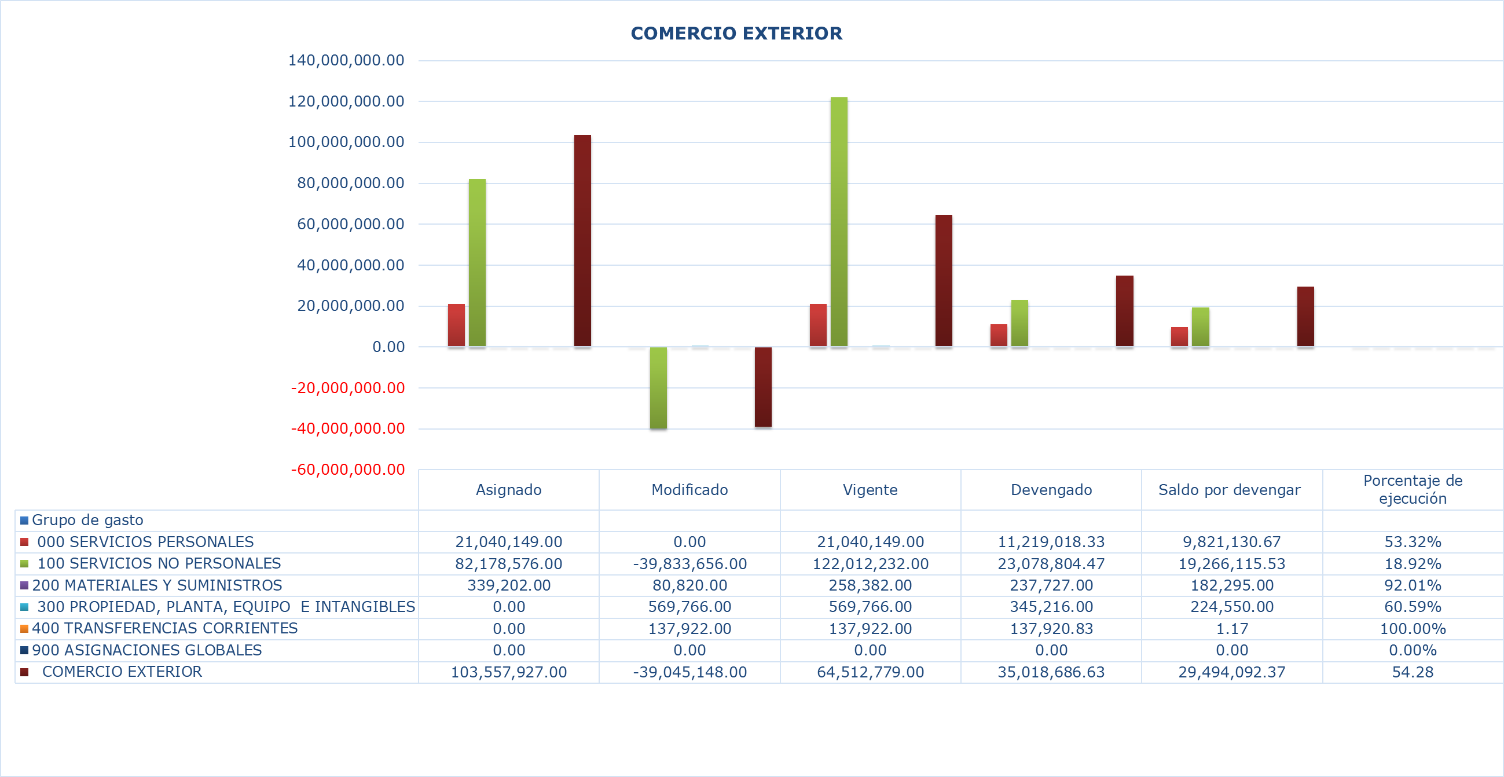 COMERCIO EXTERIOR
140,000,000.00
120,000,000.00
100,000,000.00
80,000,000.00
60,000,000.00
40,000,000.00
20,000,000.00
0.00
-20,000,000.00
-40,000,000.00
-60,000,000.00
Asignado Modificado Vigente Devengado Saldo por devengar Porcentaje de
ejecución
Grupo de gasto
000 SERVICIOS PERSONALES 21,040,149.00 0.00 21,040,149.00 11,219,018.33 9,821,130.67 53.32%
100 SERVICIOS NO PERSONALES 82,178,576.00 -39,833,656.00 122,012,232.00 23,078,804.47 19,266,115.53 18.92%
200 MATERIALES Y SUMINISTROS 339,202.00 80,820.00 258,382.00 237,727.00 182,295.00 92.01%
300 PROPIEDAD, PLANTA, EQUIPO E INTANGIBLES 0.00 569,766.00 569,766.00 345,216.00 224,550.00 60.59%
400 TRANSFERENCIAS CORRIENTES 0.00 137,922.00 137,922.00 137,920.83 1.17 100.00%
900 ASIGNACIONES GLOBALES 0.00 0.00 0.00 0.00 0.00 0.00%
COMERCIO EXTERIOR 103,557,927.00 -39,045,148.00 64,512,779.00 35,018,686.63 29,494,092.37 54.28